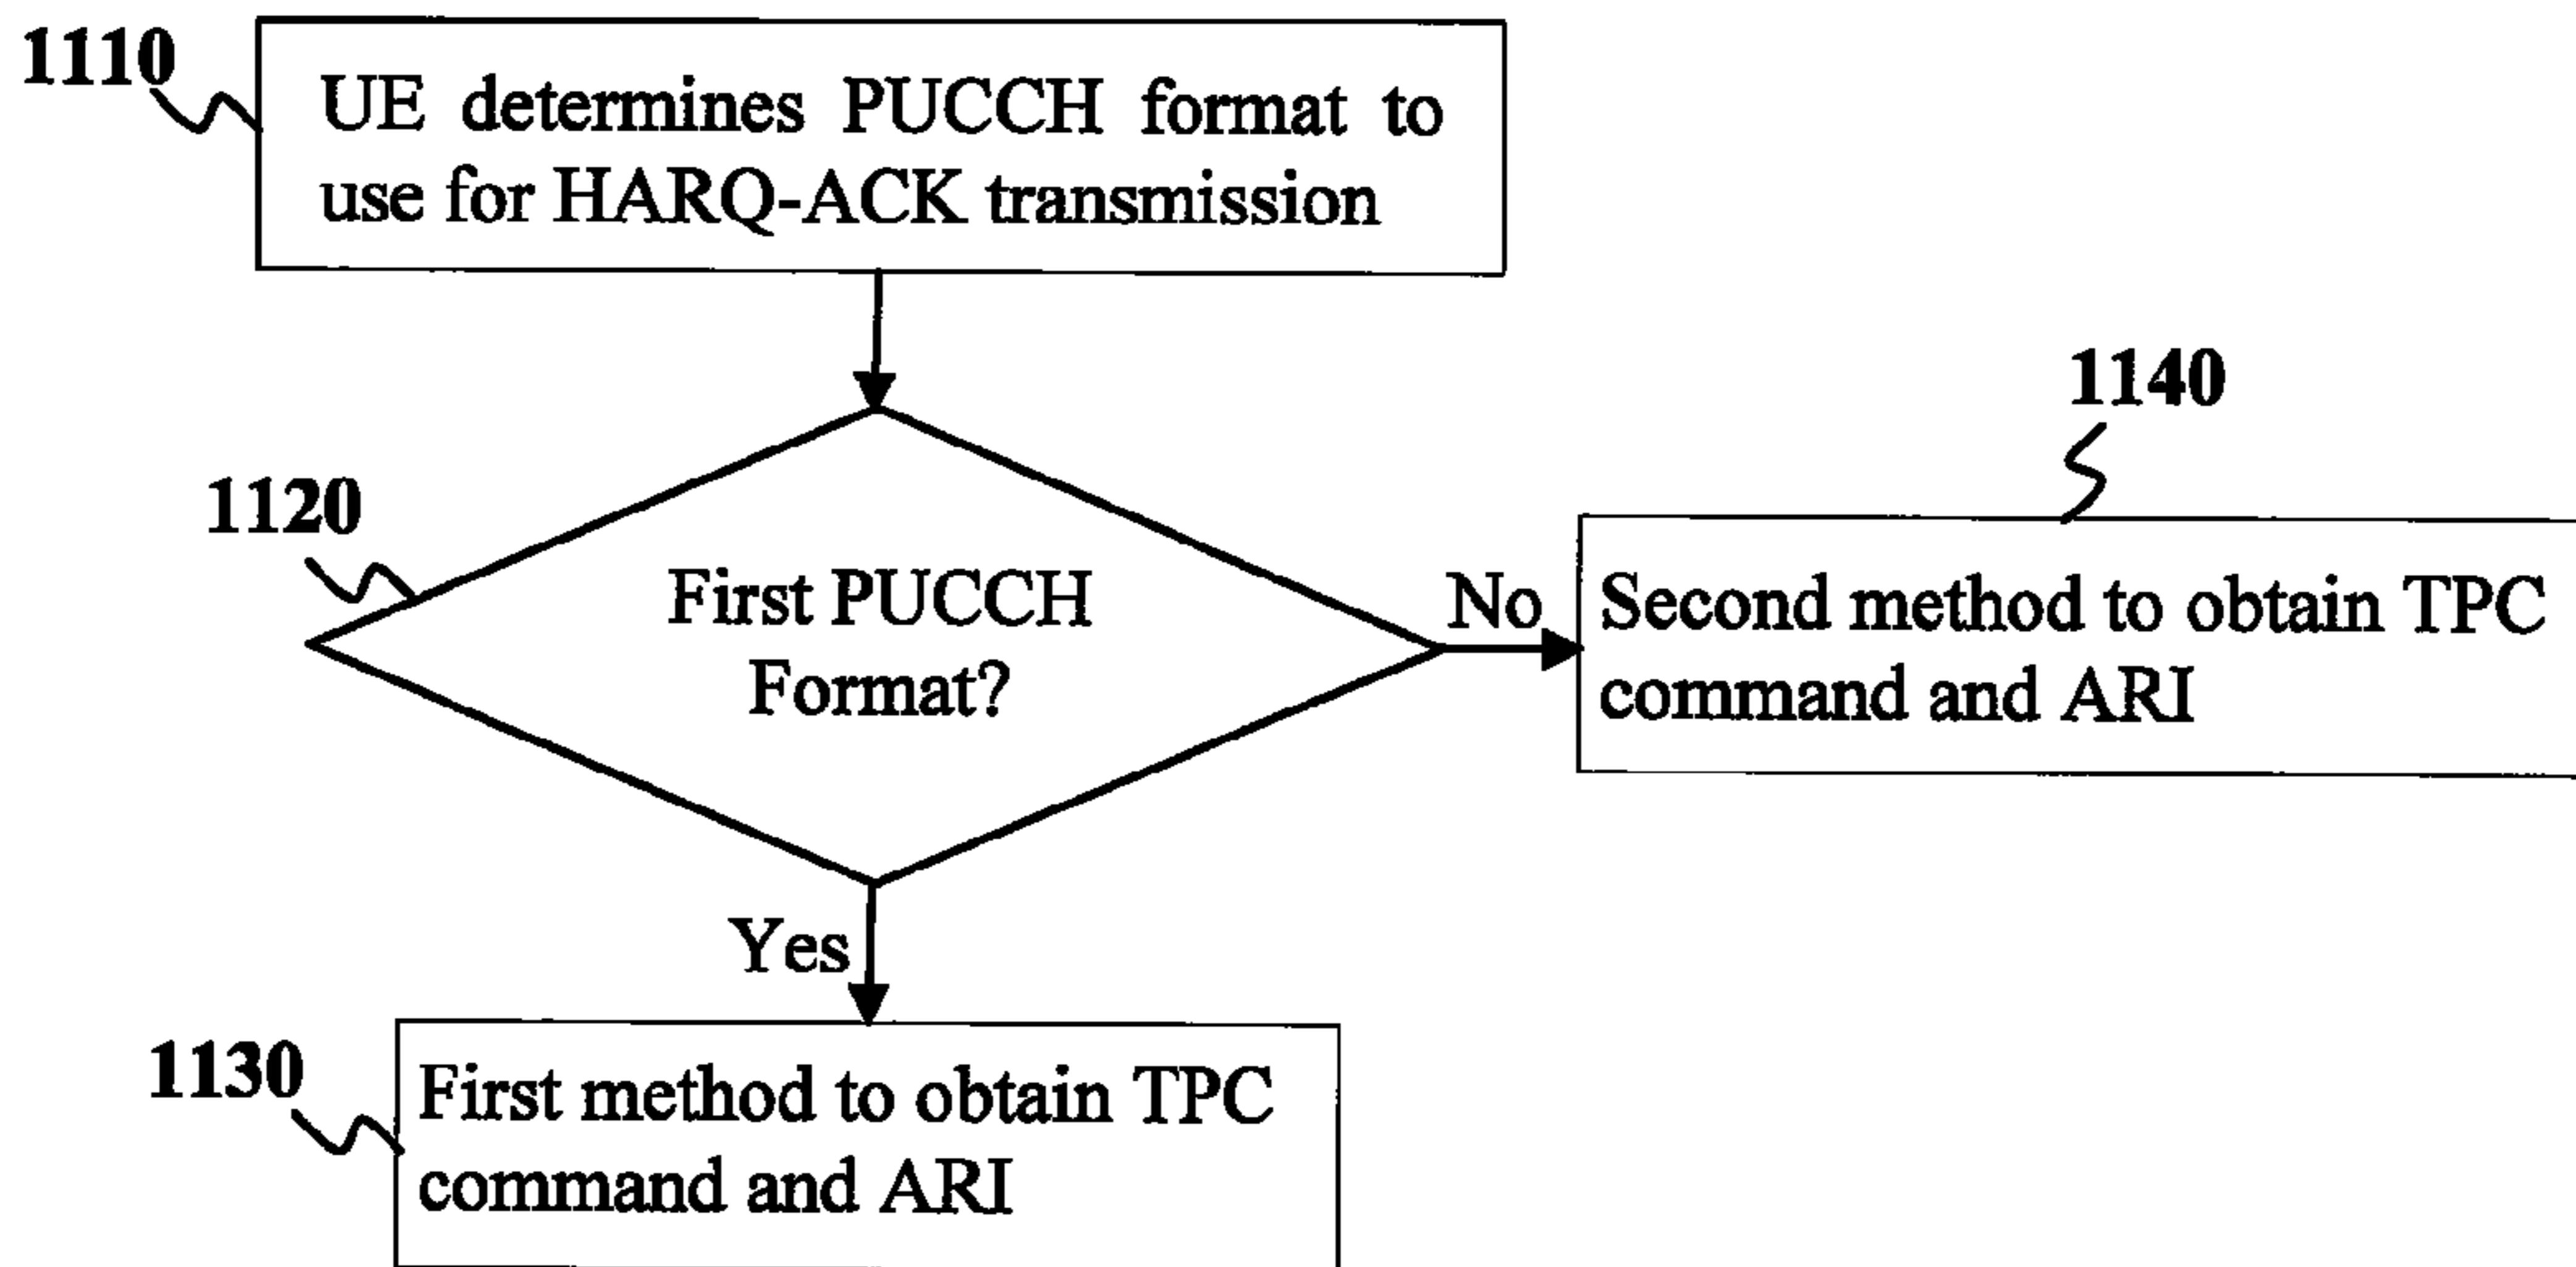 1110
UE determines PUCCH format to
use for HARQ-ACK transmission
1120
First PUCCH
Format?
No
1140
Second method to obtain TPC
command and ARI
Yes
1130
First method to obtain TPC
command and ARI